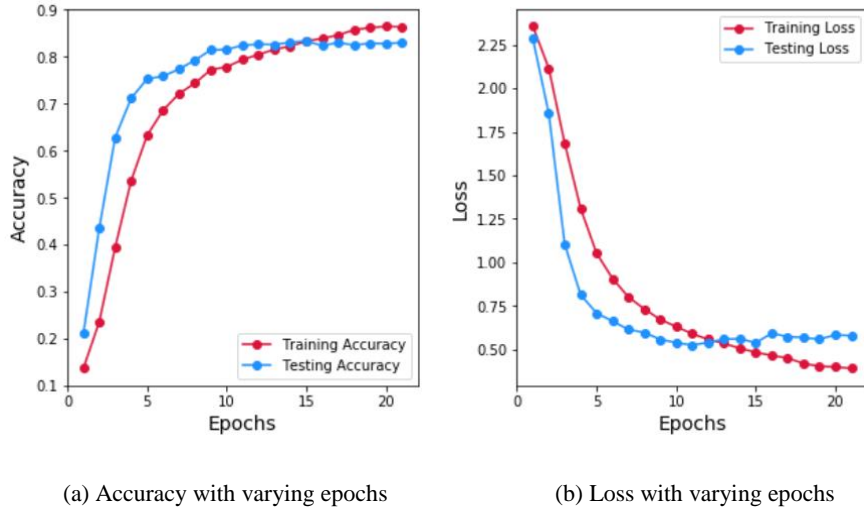 0.9
0.8
0.7
0.6
0.5
0.4
0.3
0.2
0.1
Accuracy
Training Accuracy
Testing Accuracy
0 5 10 15 20
Epochs
(a) Accuracy with varying epochs
2.25
2.00
1.75
1.50
1.25
1.00
0.75
0.50
Loss
Training Loss
Testing Loss
0 5 10 15 20
Epochs
(b) Loss with varying epochs